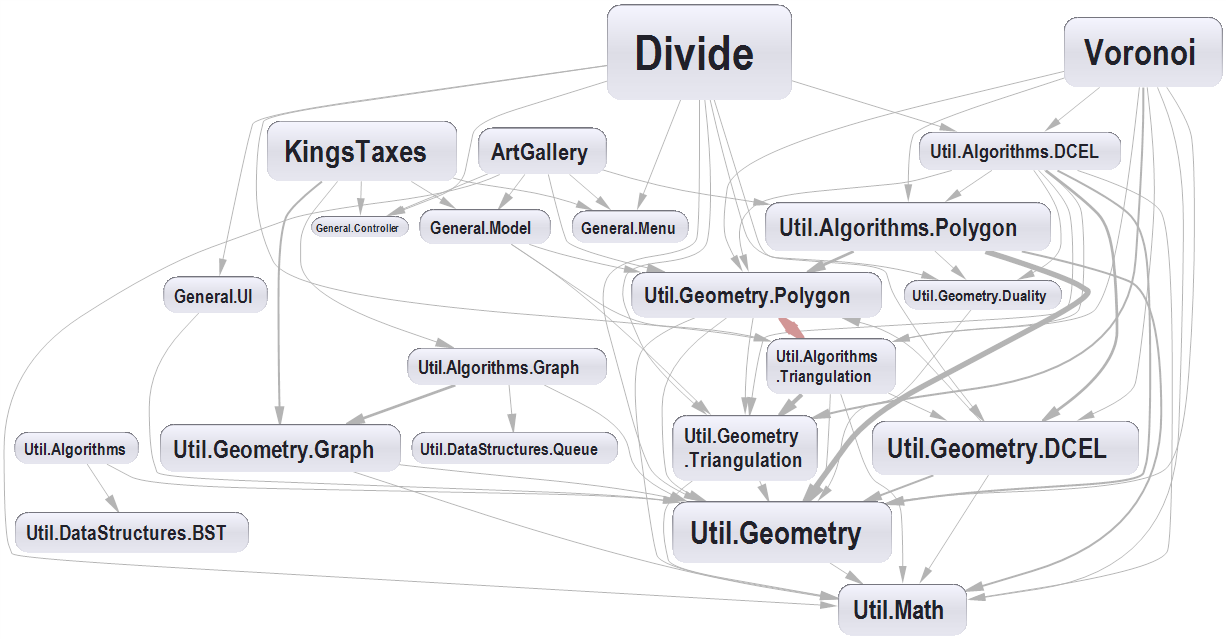 Divide
Voronoi
KingsTaxes
ArtGallery
Util.Algorithms.DCEL
General.Controller
General.Model
General.Menu
Util.Algorithms.Polygon
General.UI
Util.Geometry.Polygon
Util.Geometry.Duality
Util.Algorithms.Graph
Util.Algorithms
.Triangulation
Util.Algorithms
Util.Geometry.Graph
Util.DataStructures.Queue
Util.Geometry
.Triangulation
Util.Geometry.DCEL
Util.DataStructures.BST
Util.Geometry
Util.Math